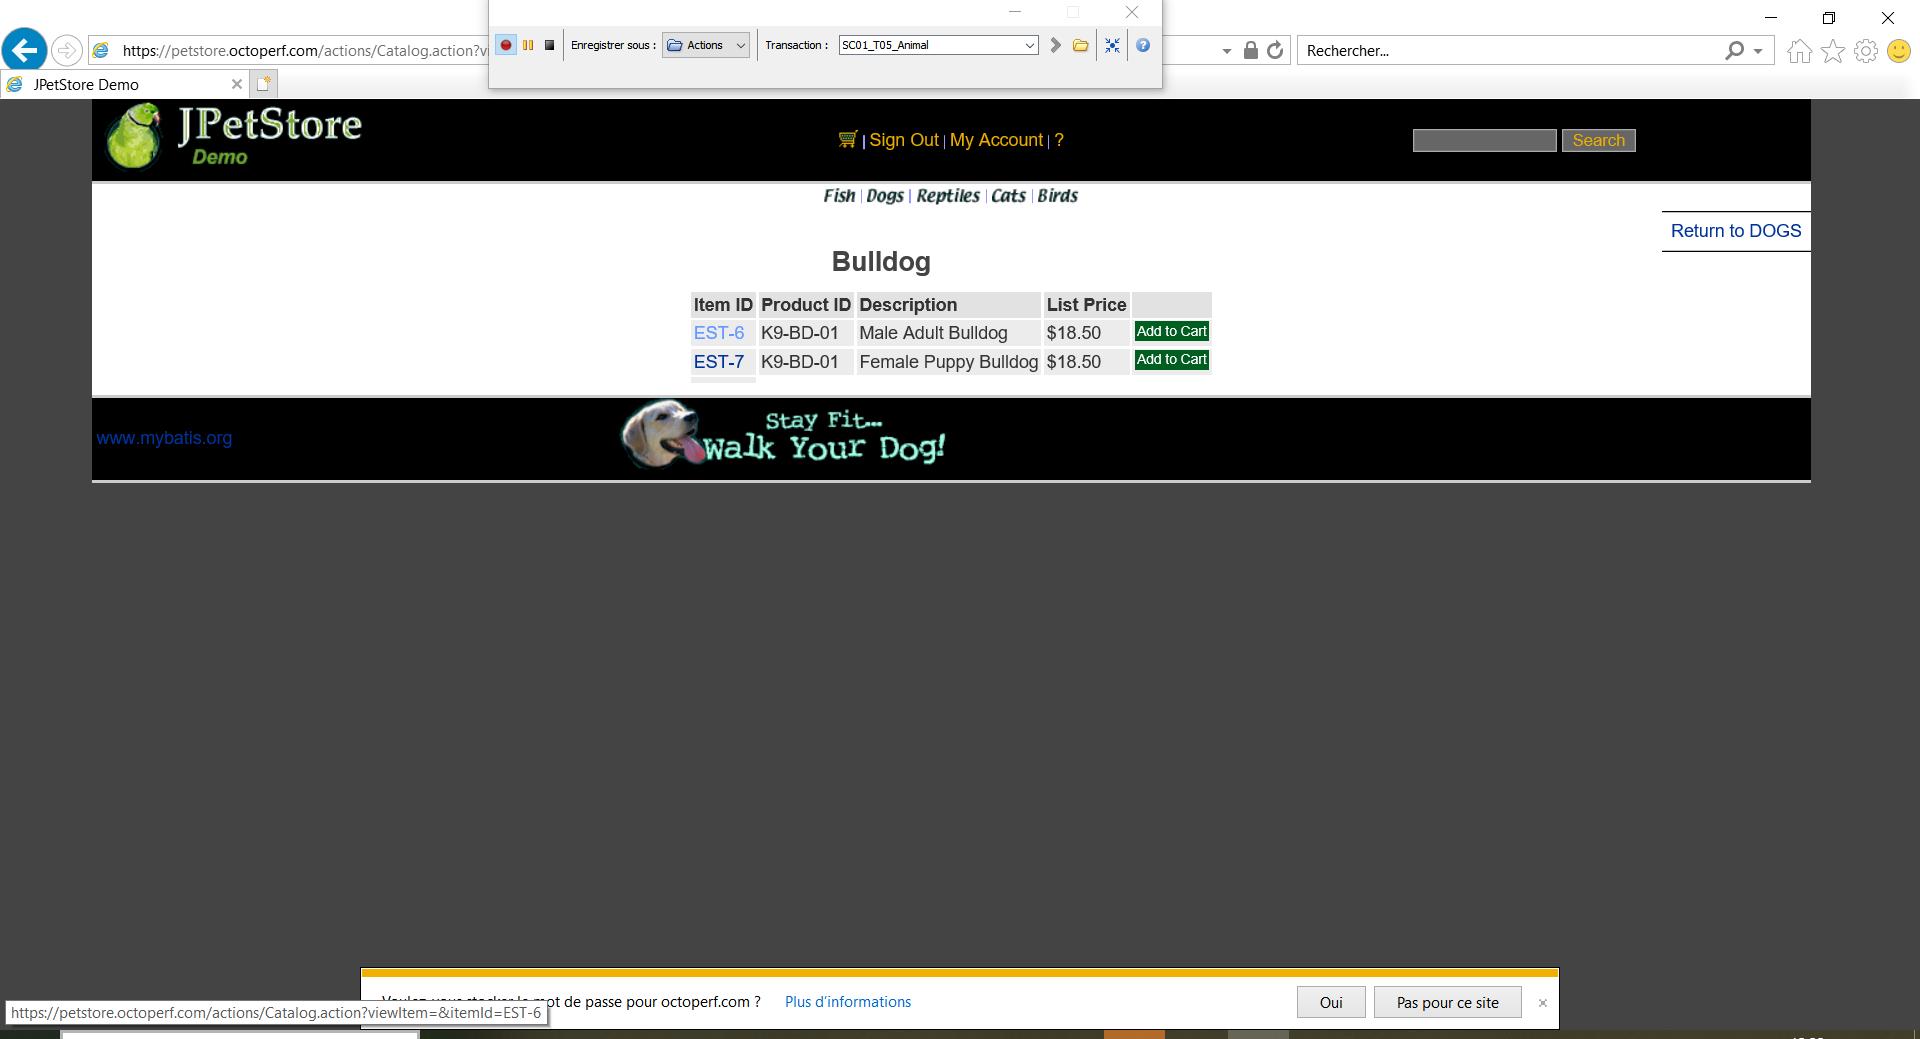 https://petstore.octoperf.com/actions/Catalog.action?v
Enregistrer sous :
Actions
Transaction :
SC01_T05_Animal
Rechercher...
JPetStore Demo
JPetStore
Demo
| Sign Out | My Account | ?
Search
Fish | Dogs | Reptiles | Cats | Birds
Return to DOGS
Bulldog
Item ID Product ID Description List Price
EST-6 K9-BD-01 Male Adult Bulldog $18.50 Add to Cart
EST-7 K9-BD-01 Female Puppy Bulldog $18.50 Add to Cart
www.mybatis.org
Stay Fit...
Walk Your Dog!
mot de passe pour octoperf.com ? Plus d'informations
Oui
Pas pour ce site
https://petstore.octoperf.com/actions/Catalog.action?viewItem=&itemId=EST-6